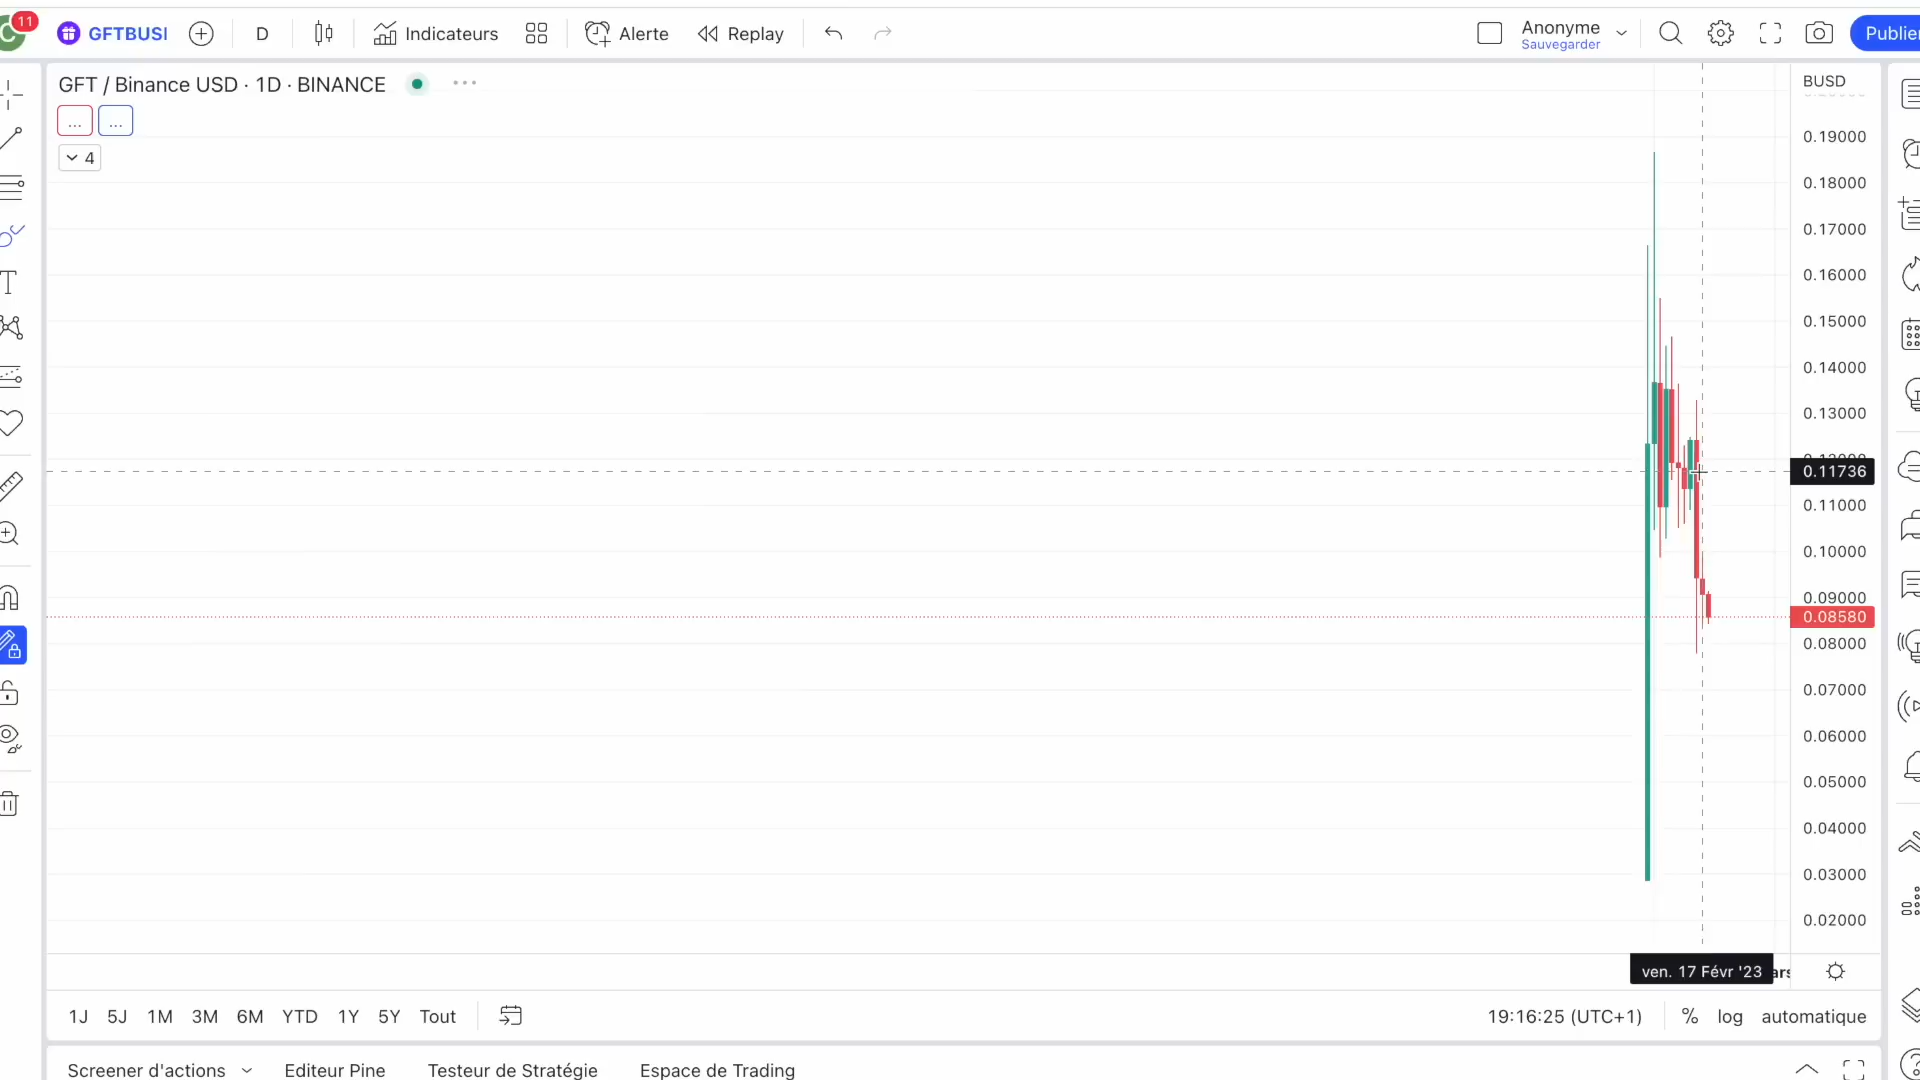 11
C
GFTBUSI
D
Indicateurs
Alerte
Replay
Anonyme
Sauvegarder
Publier
GFT / Binance USD · 1D · BINANCE
...
...
4
BUSD
0.19000
0.18000
0.17000
0.16000
0.15000
0.14000
0.13000
0.11736
0.11000
0.10000
0.09000
0.08580
0.08000
0.07000
0.06000
0.05000
0.04000
0.03000
0.02000
ven. 17 Févr '23
ars
1J 5J 1M 3M 6M YTD 1Y 5Y Tout
19:16:25 (UTC+1) % log automatique
Screener d'actions Editeur Pine Testeur de Stratégie Espace de Trading